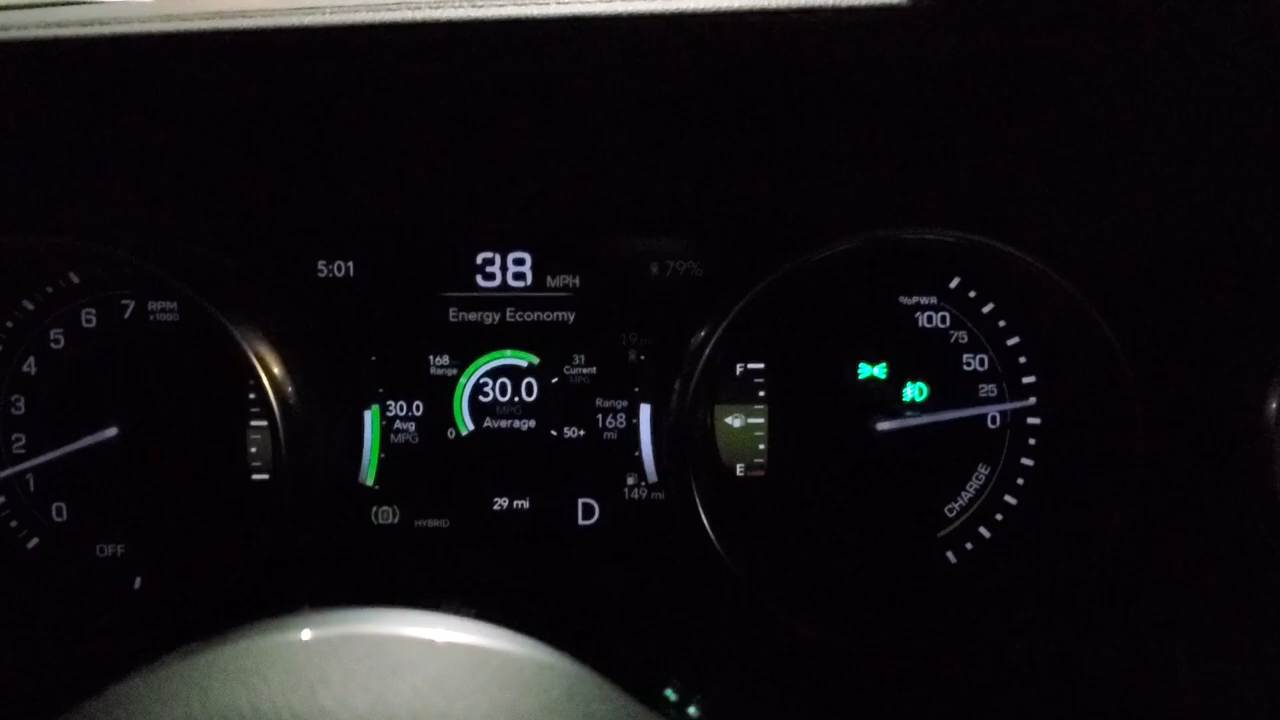 5:01
38 MPH
79%
Energy Economy
7
RPM
x1000
6
5
4
3
2
1
0
OFF
168
Range
31
Current
MPG
30.0
MPG
Average
0
50+
30.0
Avg
MPG
Range
168
mi
149 mi
29 mi
D
HYBRID
F
E
%PWR
100
75
50
25
0
CHARGE